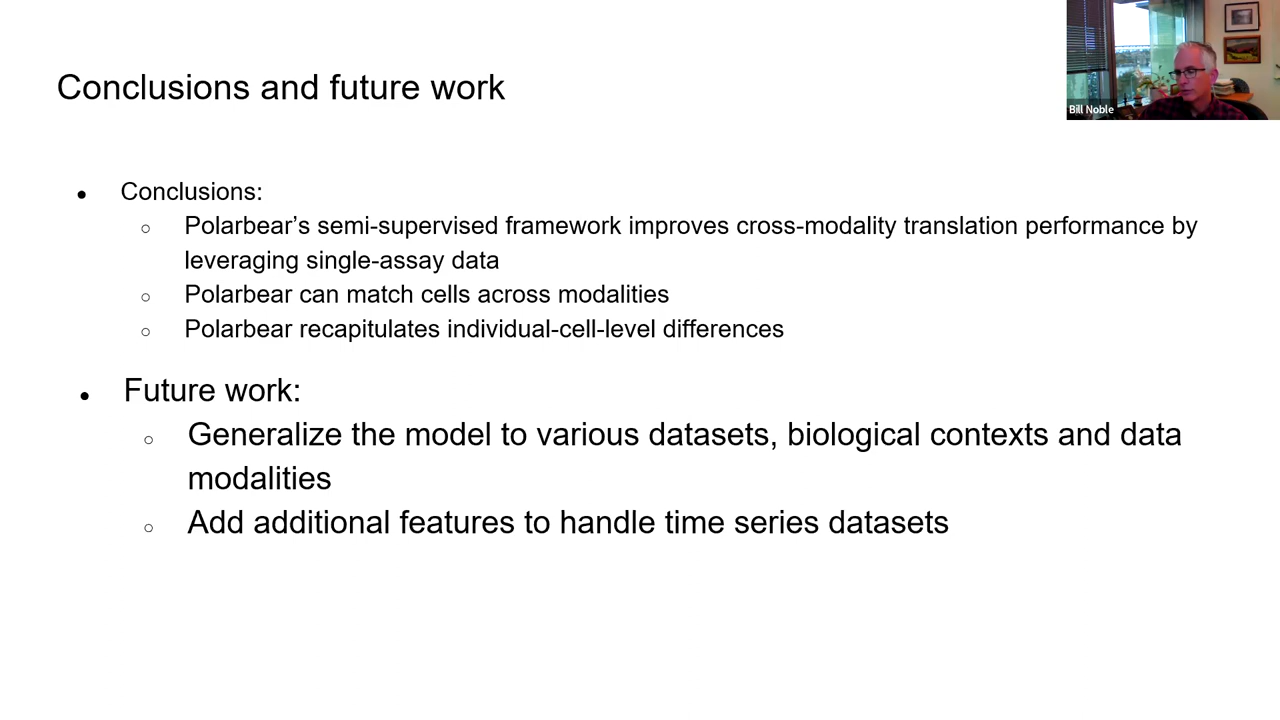 Bill Noble
Conclusions and future work
● Conclusions:
○ Polarbear’s semi-supervised framework improves cross-modality translation performance by
leveraging single-assay data
○ Polarbear can match cells across modalities
○ Polarbear recapitulates individual-cell-level differences
● Future work:
○ Generalize the model to various datasets, biological contexts and data
modalities
○ Add additional features to handle time series datasets